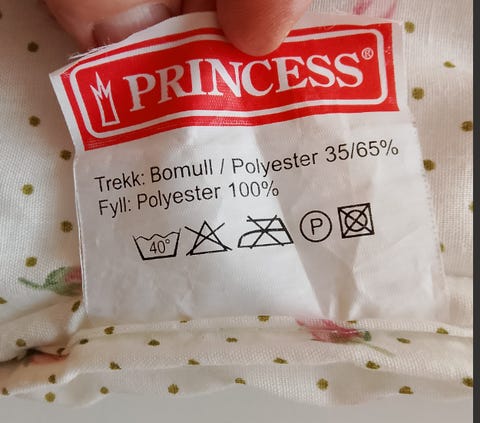 PRINCESS®
Trekk: Bomull / Polyester 35/65%
Fyll: Polyester 100%
40° P